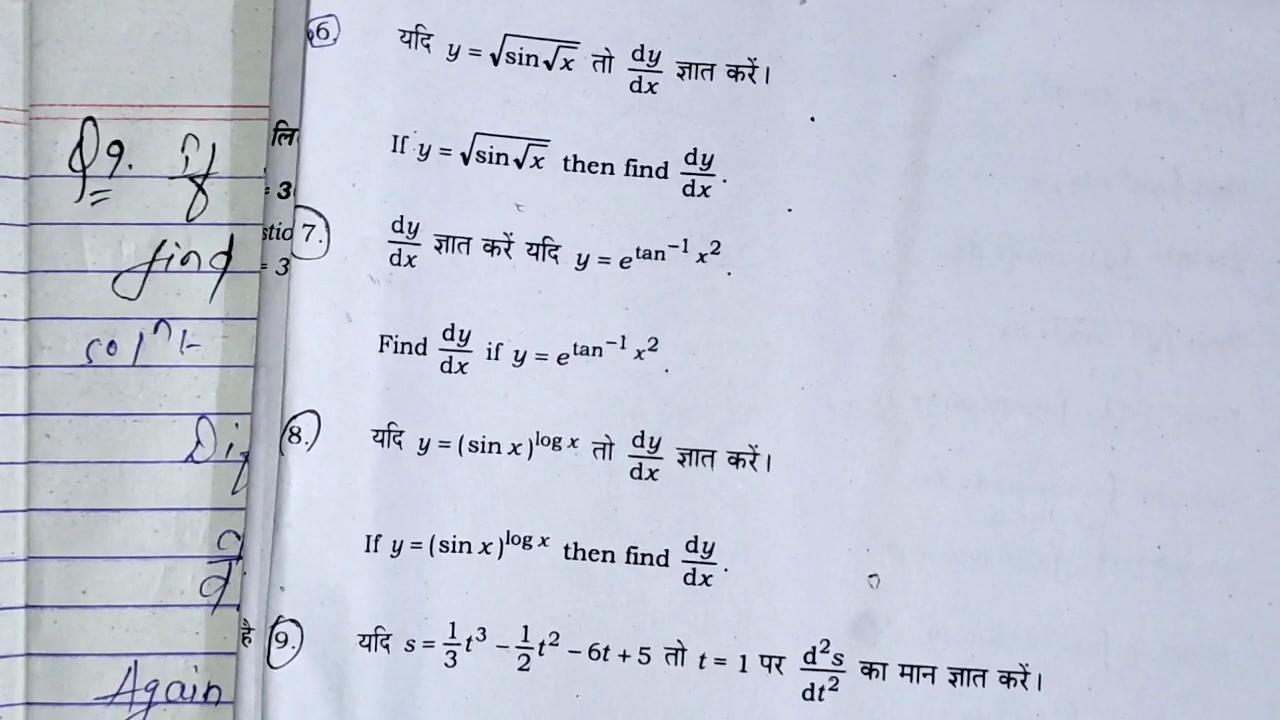 Q9. if
find
solⁿ:-
Dif
Again
लि
= 3
stio
= 3
है
6. यदि y = √(sin√x) तो dy/dx ज्ञात करें।
If y = √(sin√x) then find dy/dx.
7. dy/dx ज्ञात करें यदि y = e^(tan⁻¹ x²).
Find dy/dx if y = e^(tan⁻¹ x²).
8. यदि y = (sin x)^(log x) तो dy/dx ज्ञात करें।
If y = (sin x)^(log x) then find dy/dx.
9. यदि s = 1/3 t³ − 1/2 t² − 6t + 5 तो t = 1 पर d²s/dt² का मान ज्ञात करें।